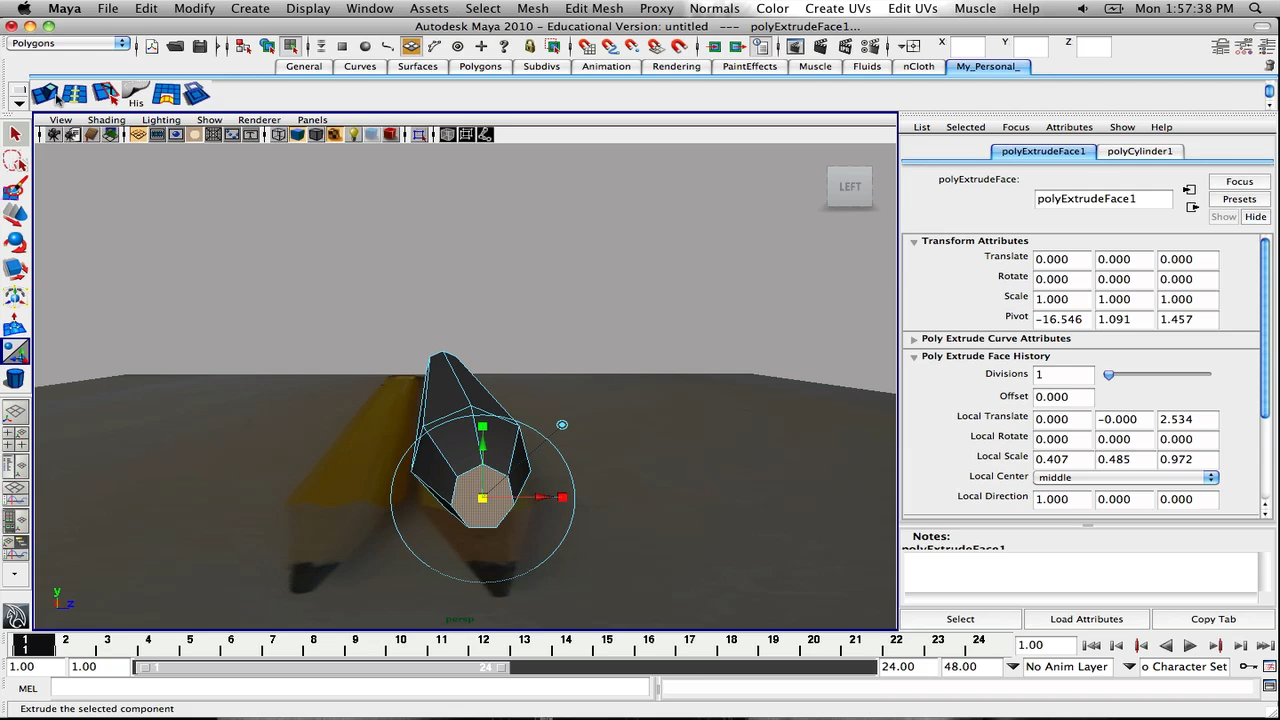 Maya File Edit Modify Create Display Window Assets Select Mesh Edit Mesh Proxy Normals Color Create UVs Edit UVs Muscle Help Mon 1:57:38 PM
Autodesk Maya 2010 - Educational Version: untitled --- polyExtrudeFace1...
Polygons X Y Z
General Curves Surfaces Polygons Subdivs Animation Rendering PaintEffects Muscle Fluids nCloth My_Personal_
His
View Shading Lighting Show Renderer Panels
List Selected Focus Attributes Show Help
polyExtrudeFace1 polyCylinder1
polyExtrudeFace: polyExtrudeFace1 Focus
Presets
Show Hide
LEFT
Transform Attributes
Translate 0.000 0.000 0.000
Rotate 0.000 0.000 0.000
Scale 1.000 1.000 1.000
Pivot -16.546 1.091 1.457
Poly Extrude Curve Attributes
Poly Extrude Face History
Divisions 1
Offset 0.000
Local Translate 0.000 -0.000 2.534
Local Rotate 0.000 0.000 0.000
Local Scale 0.407 0.485 0.972
Local Center middle
Local Direction 1.000 0.000 0.000
Notes:
polyExtrudeFace1
y
z
persp
Select Load Attributes Copy Tab
1 2 3 4 5 6 7 8 9 10 11 12 13 14 15 16 17 18 19 20 21 22 23 24
1 1.00
1.00 1.00 1 24 24.00 48.00 No Anim Layer o Character Set
MEL
Extrude the selected component